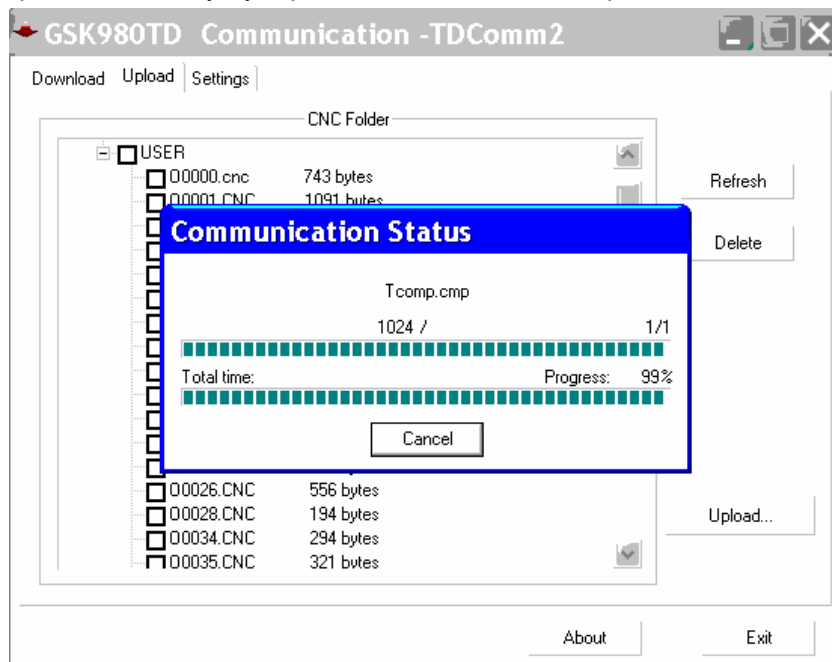 GSK980TD Communication -TDComm2
Download Upload Settings
CNC Folder
USER
O0000.cnc 743 bytes
Refresh
O0001.CNC 1091 bytes
Communication Status
Delete
Tcomp.cmp
1024 / 1/1
Total time: Progress: 99%
Cancel
O0026.CNC 556 bytes
O0028.CNC 194 bytes
Upload...
O0034.CNC 294 bytes
O0035.CNC 321 bytes
About Exit